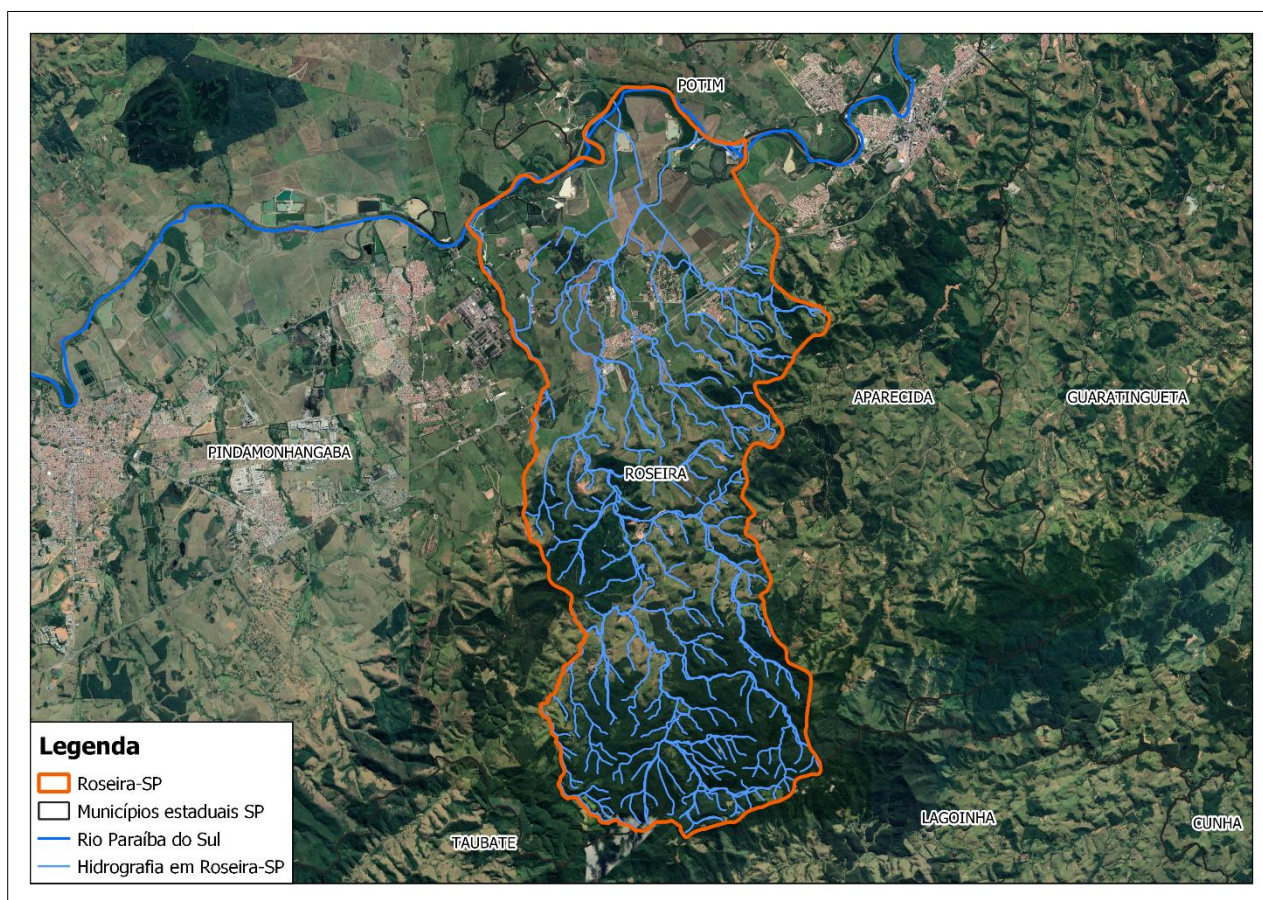 POTIM
APARECIDA
GUARATINGUETA
PINDAMONHANGABA
ROSEIRA
Legenda
Roseira-SP
Municípios estaduais SP
Rio Paraíba do Sul
Hidrografia em Roseira-SP
TAUBATE
LAGOINHA
CUNHA